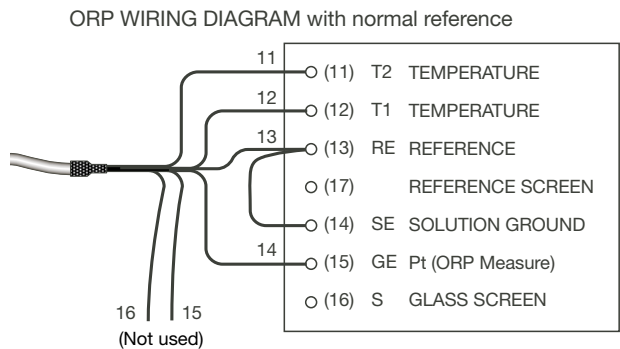 ORP WIRING DIAGRAM with normal reference
11 (11) T2 TEMPERATURE
12 (12) T1 TEMPERATURE
13 (13) RE REFERENCE
(17) REFERENCE SCREEN
(14) SE SOLUTION GROUND
14 (15) GE Pt (ORP Measure)
(16) S GLASS SCREEN
16 15
(Not used)